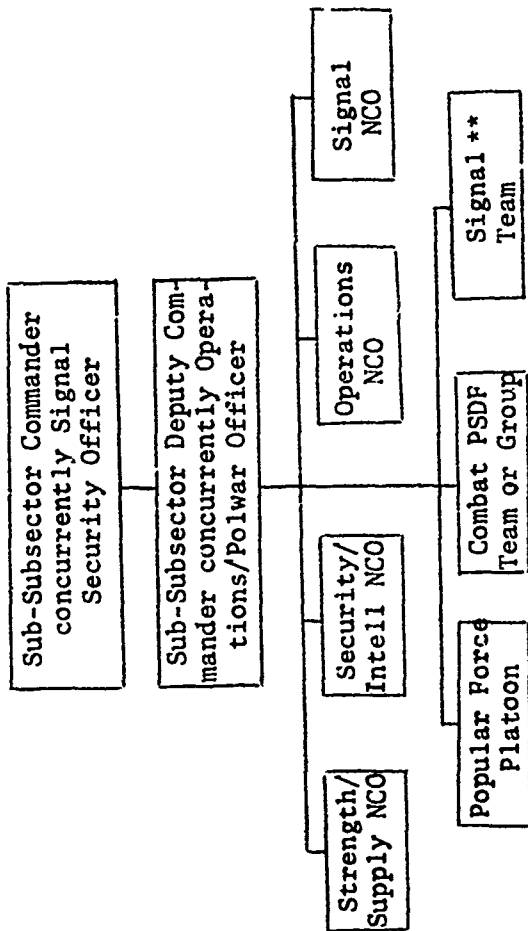 Sub-Subsector Commander
concurrently Signal
Security Officer
Sub-Subsector Deputy Com-
mander concurrently Opera-
tions/Polwar Officer
Strength/
Supply NCO
Security/
Intell NCO
Operations
NCO
Signal
NCO
Popular Force
Platoon
Combat PSDF
Team or Group
Signal **
Team